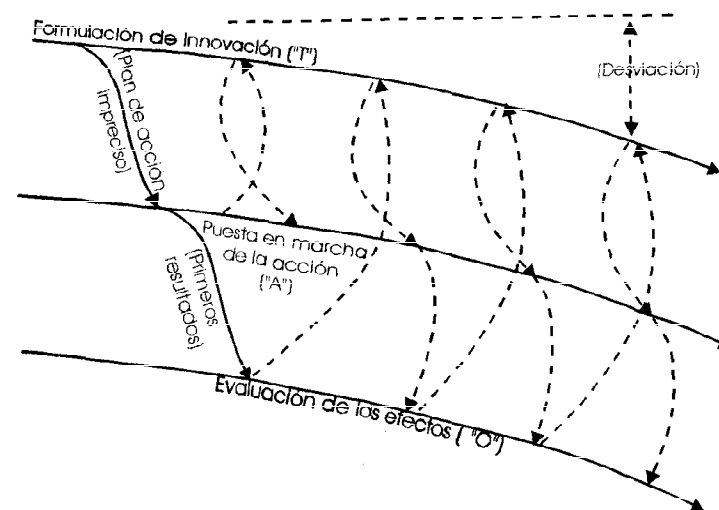 Formulación de Innovación ("T")
(Desviación)
(Plan de acción
impreciso)
Puesta en marcha
de la acción
("A")
(Primeros
resultados)
Evaluación de los efectos ( "O")